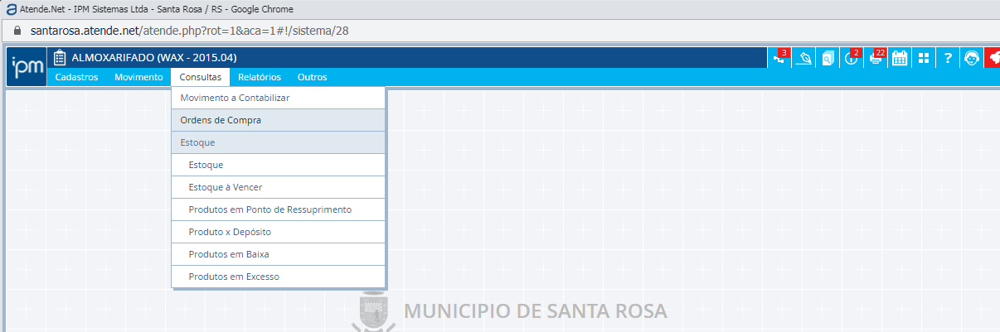 Atende.Net - IPM Sistemas Ltda - Santa Rosa / RS - Google Chrome
santarosa.atende.net/atende.php?rot=1&aca=1#!/sistema/28
ipm
ALMOXARIFADO (WAX - 2015.04)
3
2
22
?
Cadastros Movimento Consultas Relatórios Outros
Movimento a Contabilizar
Ordens de Compra
Estoque
Estoque
Estoque à Vencer
Produtos em Ponto de Ressuprimento
Produto x Depósito
Produtos em Baixa
Produtos em Excesso
MUNICIPIO DE SANTA ROSA